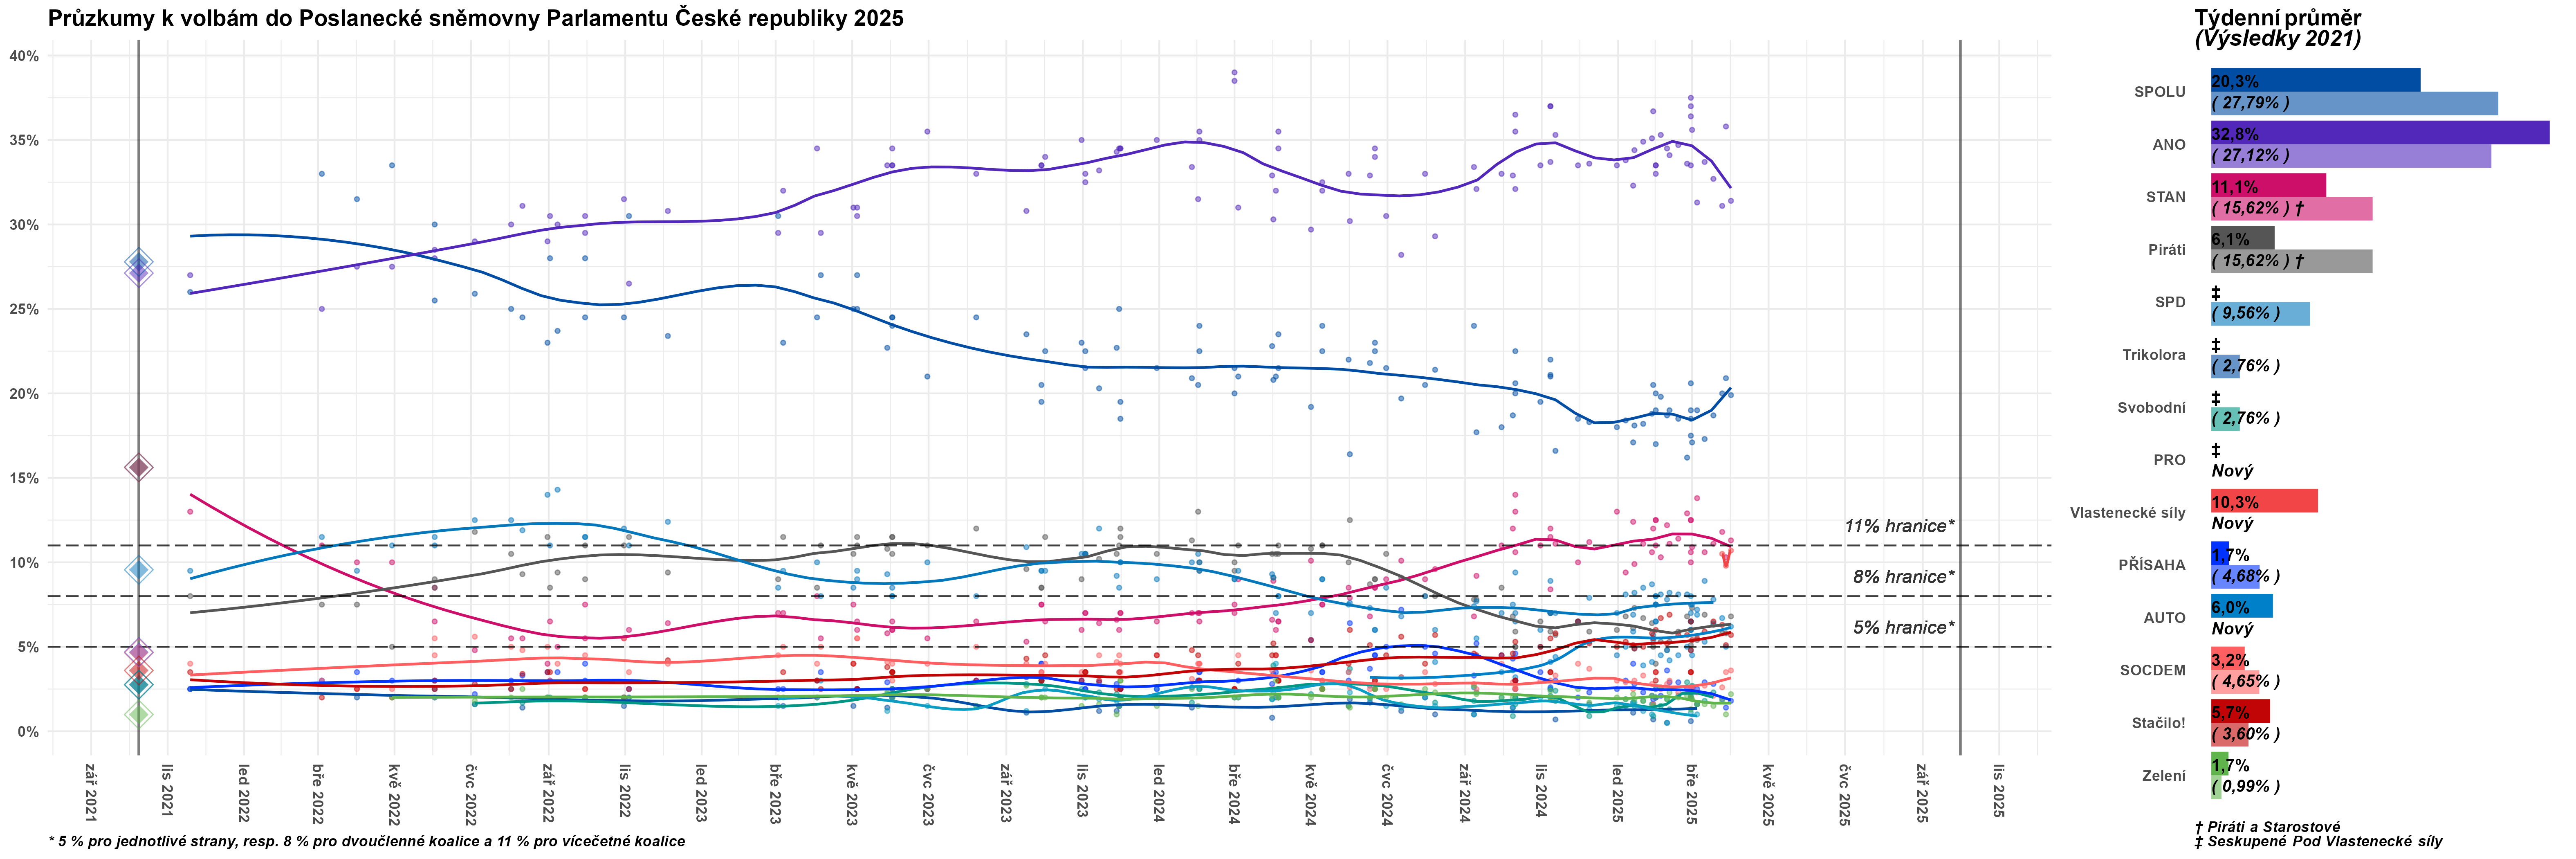 Průzkumy k volbám do Poslanecké sněmovny Parlamentu České republiky 2025
40%
35%
30%
25%
20%
15%
10%
5%
0%
11% hranice*
8% hranice*
5% hranice*
zář 2021
lis 2021
led 2022
bře 2022
kvě 2022
čvc 2022
zář 2022
lis 2022
led 2023
bře 2023
kvě 2023
čvc 2023
zář 2023
lis 2023
led 2024
bře 2024
kvě 2024
čvc 2024
zář 2024
lis 2024
led 2025
bře 2025
kvě 2025
čvc 2025
zář 2025
lis 2025
* 5 % pro jednotlivé strany, resp. 8 % pro dvoučlenné koalice a 11 % pro vícečetné koalice
Týdenní průměr
(Výsledky 2021)
SPOLU
20,3%
( 27,79% )
ANO
32,8%
( 27,12% )
STAN
11,1%
( 15,62% ) †
Piráti
6,1%
( 15,62% ) †
SPD
‡
( 9,56% )
Trikolora
‡
( 2,76% )
Svobodní
‡
( 2,76% )
PRO
‡
Nový
Vlastenecké síly
10,3%
Nový
PŘÍSAHA
1,7%
( 4,68% )
AUTO
6,0%
Nový
SOCDEM
3,2%
( 4,65% )
Stačilo!
5,7%
( 3,60% )
Zelení
1,7%
( 0,99% )
† Piráti a Starostové
‡ Seskupené Pod Vlastenecké síly